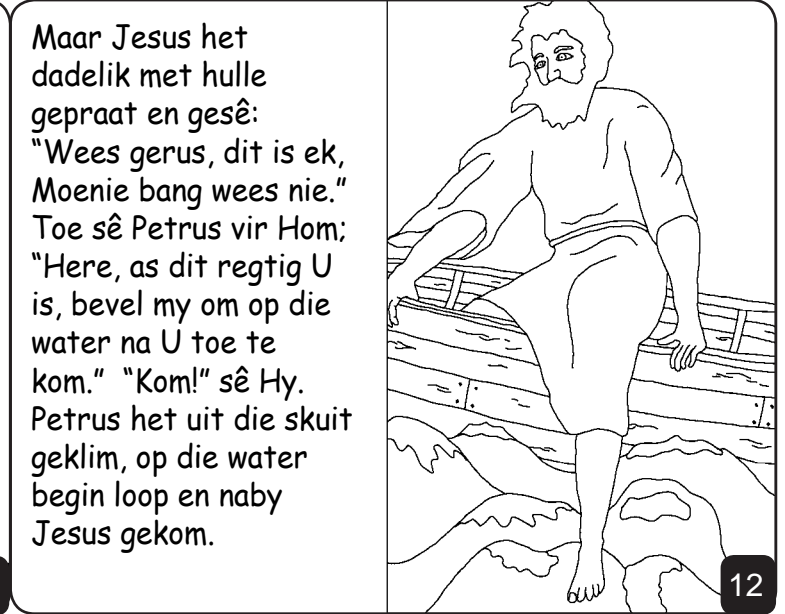 Maar Jesus het
dadelik met hulle
gepraat en gesê:
“Wees gerus, dit is ek,
Moenie bang wees nie.”
Toe sê Petrus vir Hom;
“Here, as dit regtig U
is, bevel my om op die
water na U toe te
kom.”  “Kom!” sê Hy.
Petrus het uit die skuit
geklim, op die water
begin loop en naby
Jesus gekom.
12